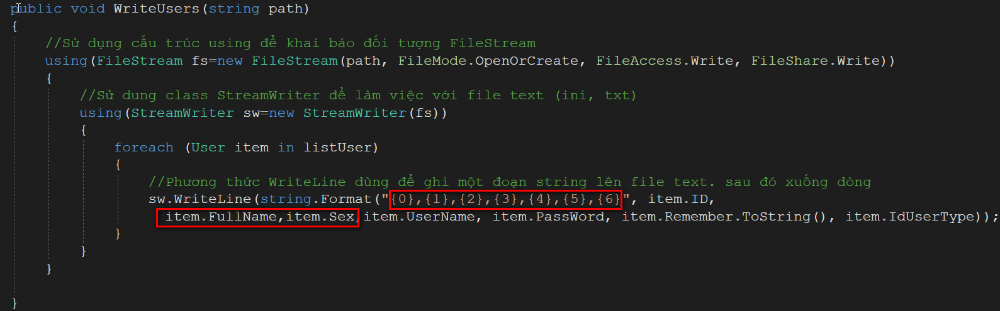 public void WriteUsers(string path)
{
//Sử dụng cấu trúc using để khai báo đối tượng FileStream
using(FileStream fs=new FileStream(path, FileMode.OpenOrCreate, FileAccess.Write, FileShare.Write))
{
//Sử dung class StreamWriter để làm việc với file text (ini, txt)
using(StreamWriter sw=new StreamWriter(fs))
{
foreach (User item in listUser)
{
//Phương thức WriteLine dùng để ghi một đoạn string lên file text. sau đó xuống dòng
sw.WriteLine(string.Format("{0},{1},{2},{3},{4},{5},{6}", item.ID,
item.FullName,item.Sex,item.UserName, item.PassWord, item.Remember.ToString(), item.IdUserType));
}
}
}
}